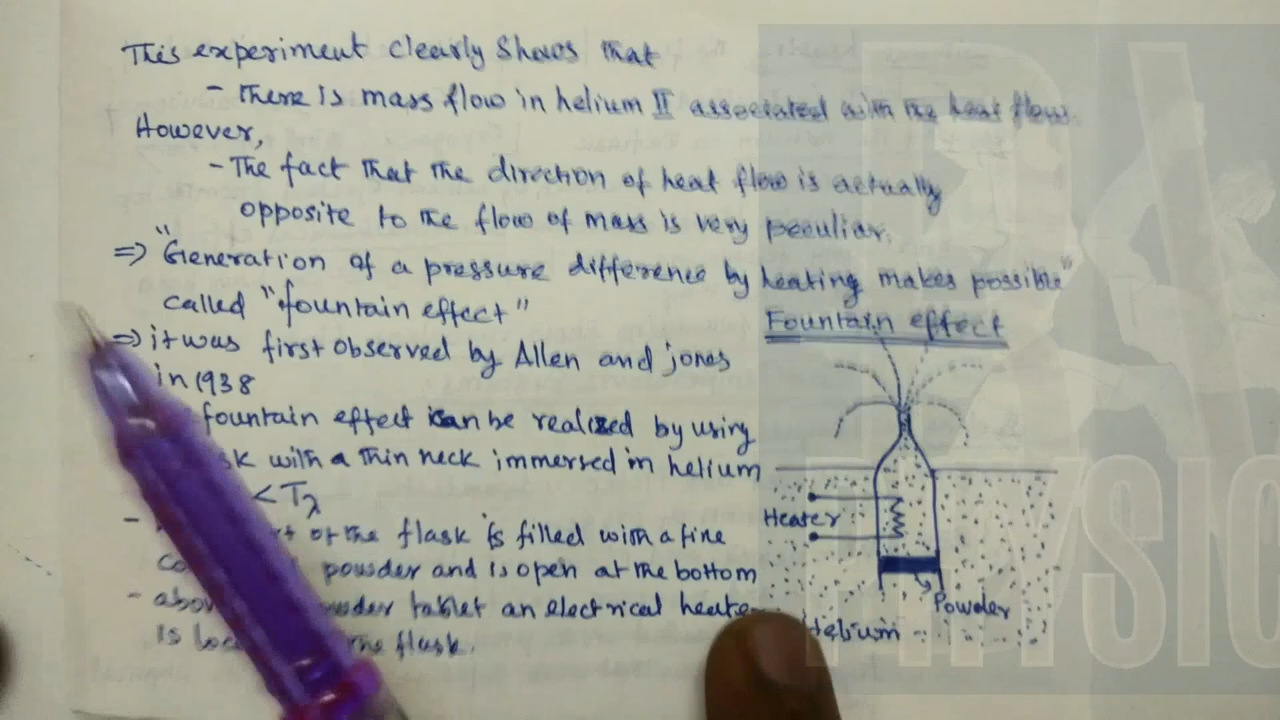 This experiment clearly shows that
- There is mass flow in helium II associated with the heat flow.
However,
- The fact that the direction of heat flow is actually
opposite to the flow of mass is very peculiar.
⇒ "Generation of a pressure difference by heating makes possible"
called "fountain effect"
⇒ it was first observed by Allen and jones
in 1938
fountain effect can be realized by using
with a thin neck immersed in helium
< Tλ
- of the flask is filled with a fine
powder and is open at the bottom
- tablet an electrical heate
is the flask.
Fountain effect
Heater
Powder
Helium